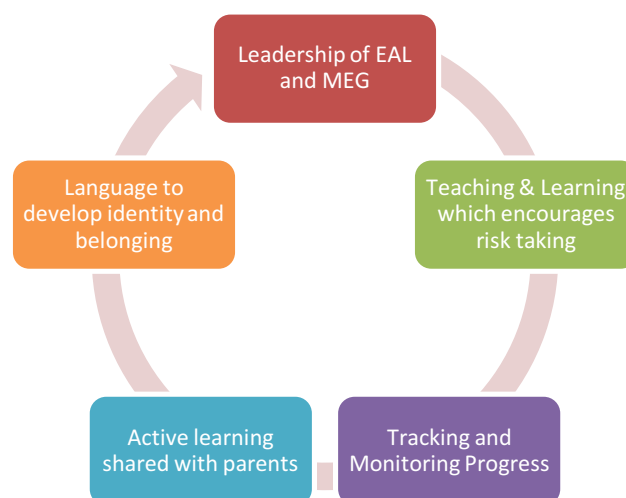 Leadership of EAL
and MEG
Teaching & Learning
which encourages
risk taking
Tracking and
Monitoring Progress
Active learning
shared with parents
Language to
develop identity and
belonging